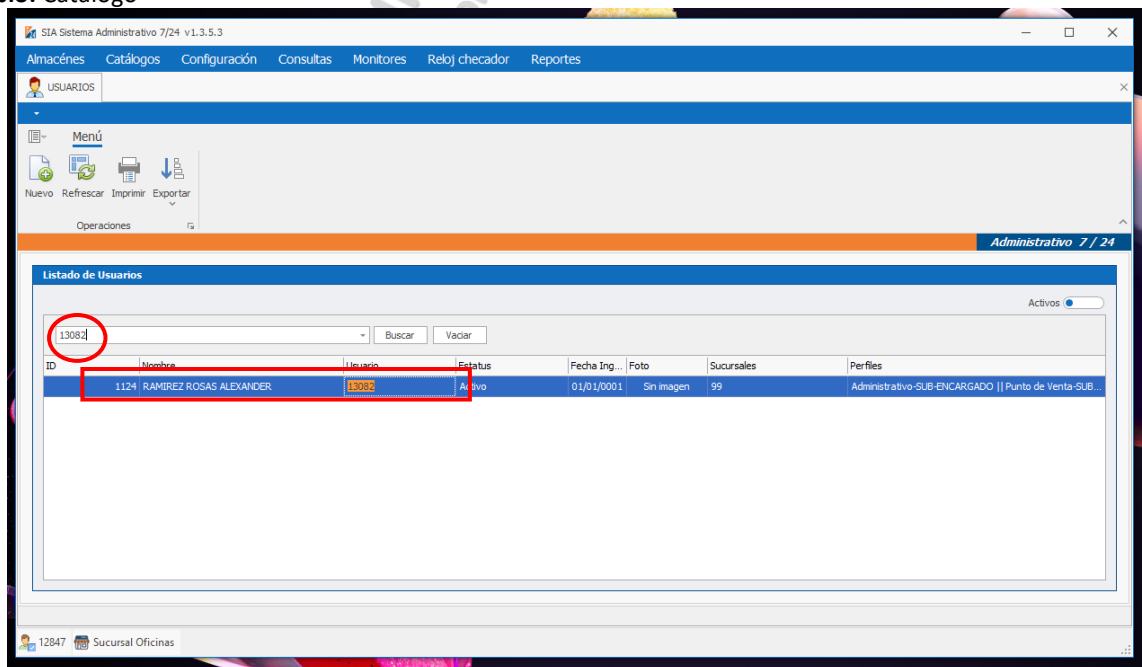 Catálogo
SIA Sistema Administrativo 7/24 v1.3.5.3
Almacénes Catálogos Configuración Consultas Monitores Reloj checador Reportes
USUARIOS
Menú
Nuevo Refrescar Imprimir Exportar
Operaciones
Administrativo 7 / 24
Listado de Usuarios
Activos
13082 Buscar Vaciar
ID Nombre Usuario Estatus Fecha Ing... Foto Sucursales Perfiles
1124 RAMIREZ ROSAS ALEXANDER 13082 Activo 01/01/0001 Sin imagen 99 Administrativo-SUB-ENCARGADO || Punto de Venta-SUB...
12847 Sucursal Oficinas